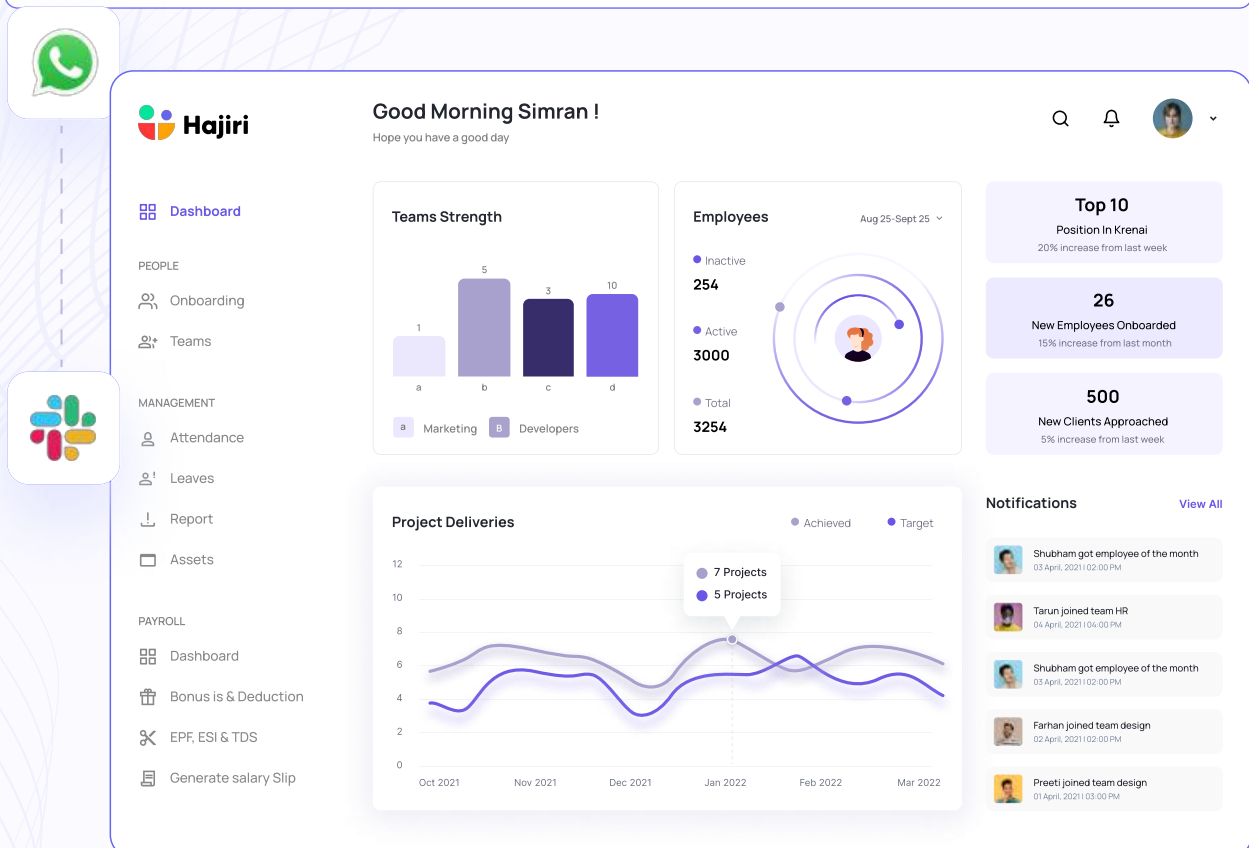 Hajiri
Good Morning Simran !
Hope you have a good day
Dashboard
PEOPLE
Onboarding
Teams
MANAGEMENT
Attendance
Leaves
Report
Assets
PAYROLL
Dashboard
Bonus is & Deduction
EPF, ESI & TDS
Generate salary Slip
Teams Strength
1
5
3
10
a
b
c
d
a Marketing B Developers
Employees
Aug 25-Sept 25
Inactive
254
Active
3000
Total
3254
Top 10
Position In Krenai
20% increase from last week
26
New Employees Onboarded
15% increase from last month
500
New Clients Approached
5% increase from last week
Project Deliveries
Achieved
Target
7 Projects
5 Projects
12
10
8
6
4
2
0
Oct 2021
Nov 2021
Dec 2021
Jan 2022
Feb 2022
Mar 2022
Notifications
View All
Shubham got employee of the month
03 April, 2021 I 02:00 PM
Tarun joined team HR
04 April, 2021 I 04:00 PM
Shubham got employee of the month
03 April, 2021 I 02:00 PM
Farhan joined team design
02 April, 2021 I 02:00 PM
Preeti joined team design
01 April, 2021 I 03:00 PM